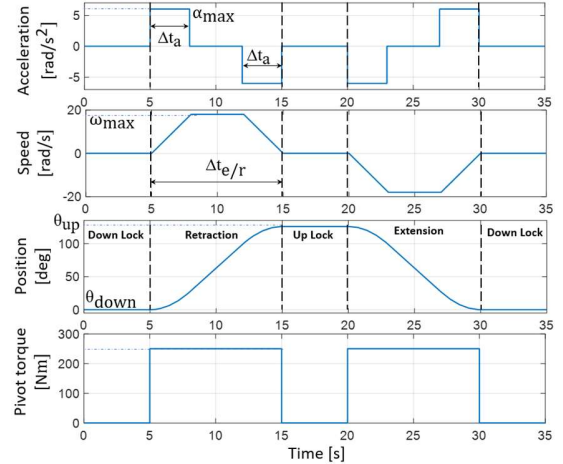 Acceleration
[rad/s²]
5
0
-5
αmax
Δta
Δta
0 5 10 15 20 25 30 35
Speed
[rad/s]
20
0
-20
ωmax
Δte/r
0 5 10 15 20 25 30 35
Position
[deg]
θup
100
50
0
Down Lock Retraction Up Lock Extension Down Lock
θdown
0 5 10 15 20 25 30 35
Pivot torque
[Nm]
300
200
100
0
0 5 10 15 20 25 30 35
Time [s]